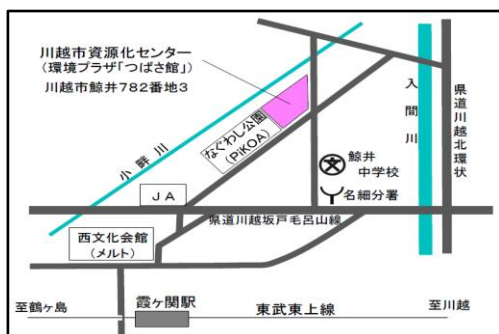 川越市資源化センター
(環境プラザ「つばさ館」)
川越市鯨井782番地3
なぐわし公園
(PiKOA)
小畔川
入間川
県道川越北環状
鯨井
中学校
名細分署
JA
県道川越坂戸毛呂山線
西文化会館
(メルト)
至鶴ヶ島
霞ヶ関駅
東武東上線
至川越